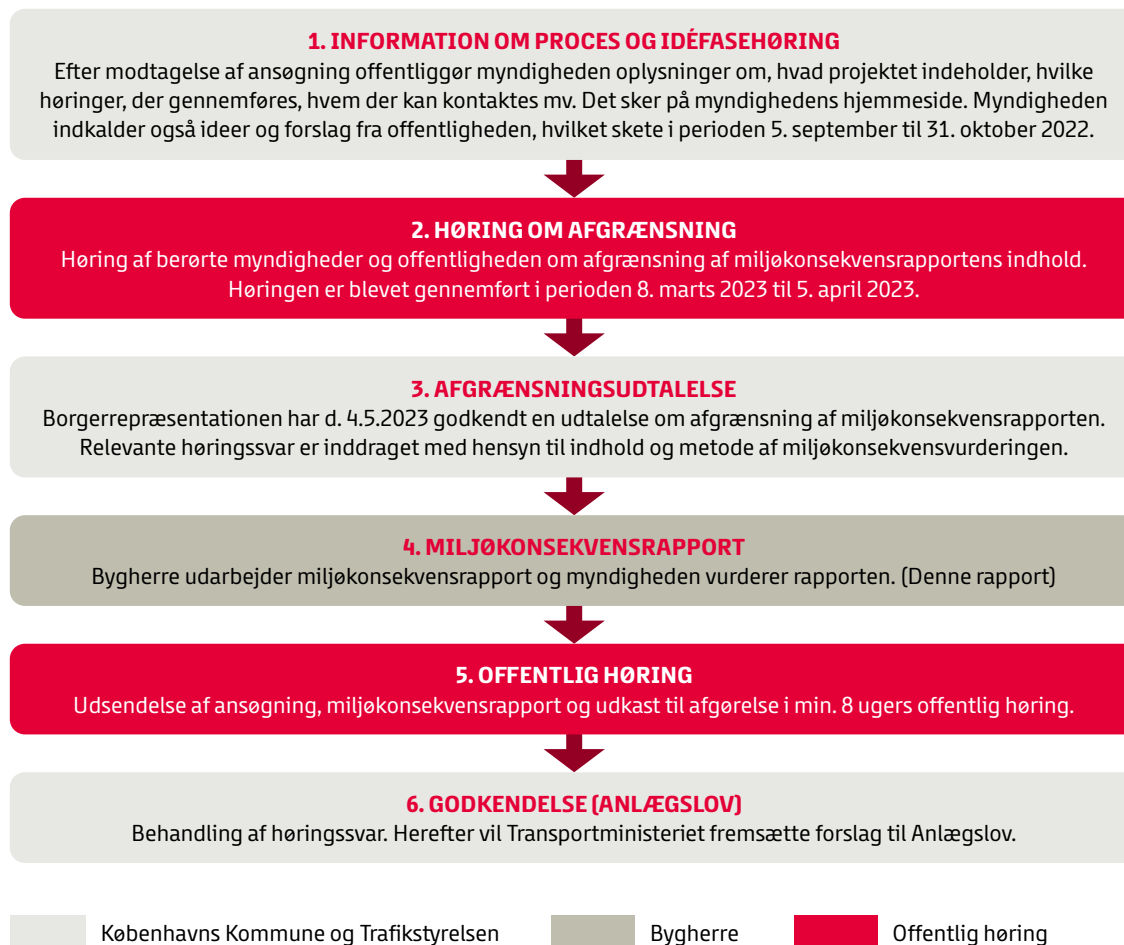 1. INFORMATION OM PROCES OG IDÉFASEHØRING
Efter modtagelse af ansøgning offentliggør myndigheden oplysninger om, hvad projektet indeholder, hvilke
høringer, der gennemføres, hvem der kan kontaktes mv. Det sker på myndighedens hjemmeside. Myndigheden
indkalder også ideer og forslag fra offentligheden, hvilket skete i perioden 5. september til 31. oktober 2022.
2. HØRING OM AFGRÆNSNING
Høring af berørte myndigheder og offentligheden om afgrænsning af miljøkonsekvensrapportens indhold.
Høringen er blevet gennemført i perioden 8. marts 2023 til 5. april 2023.
3. AFGRÆNSNINGSUDTALELSE
Borgerrepræsentationen har d. 4.5.2023 godkendt en udtalelse om afgrænsning af miljøkonsekvensrapporten.
Relevante høringssvar er inddraget med hensyn til indhold og metode af miljøkonsekvensvurderingen.
4. MILJØKONSEKVENSRAPPORT
Bygherre udarbejder miljøkonsekvensrapport og myndigheden vurderer rapporten. (Denne rapport)
5. OFFENTLIG HØRING
Udsendelse af ansøgning, miljøkonsekvensrapport og udkast til afgørelse i min. 8 ugers offentlig høring.
6. GODKENDELSE (ANLÆGSLOV)
Behandling af høringssvar. Herefter vil Transportministeriet fremsætte forslag til Anlægslov.
Københavns Kommune og Trafikstyrelsen
Bygherre
Offentlig høring